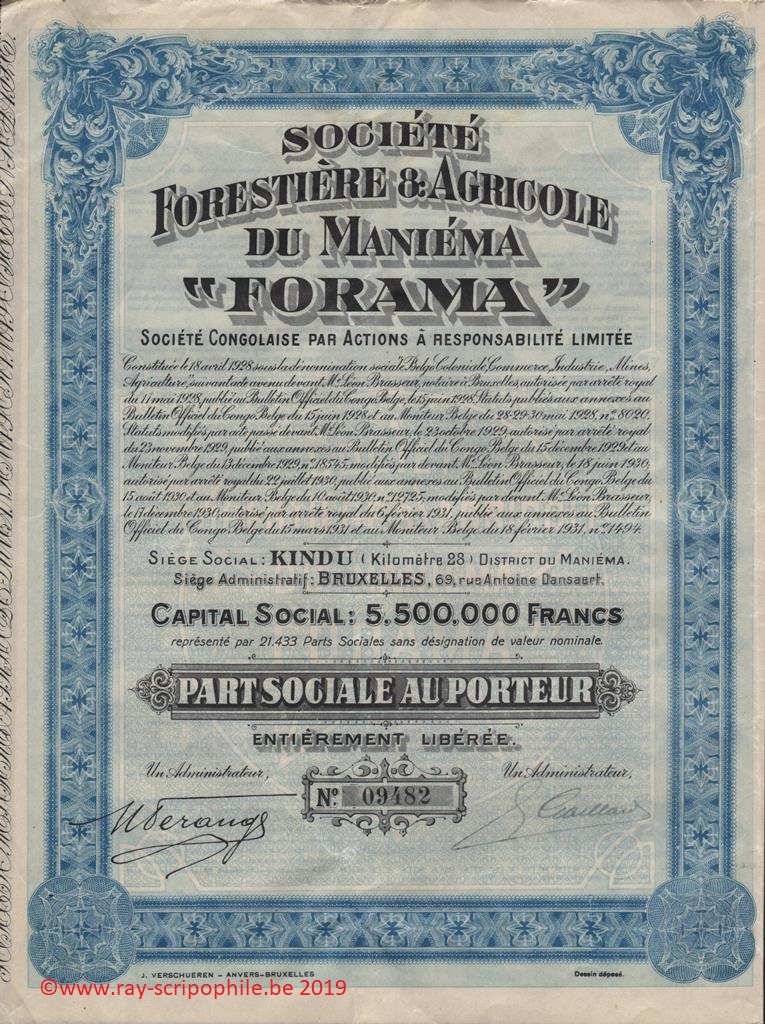 SOCIÉTÉ
FORESTIÈRE & AGRICOLE
DU MANIÉMA
"FORAMA"
SOCIÉTÉ CONGOLAISE PAR ACTIONS À RESPONSABILITÉ LIMITÉE
Constituée le 18 avril 1928 sous la dénomination sociale "Belgo Coloniale, Commerce, Industrie, Mines,
Agriculture", suivant acte avenu devant Me Léon Brasseur, notaire à Bruxelles, autorisée par arrêté royal
du 11 mai 1928, publié au Bulletin Officiel du Congo Belge, le 15 juin 1928. Statuts publiés aux annexes au
Bulletin Officiel du Congo Belge du 15 juin 1928 et au Moniteur Belge du 28-29-30 mai 1928, no 8020.
Statuts modifiés par acte passé devant Me Léon Brasseur, le 23 octobre 1929, autorisé par arrêté royal
du 23 novembre 1929, publié aux annexes au Bulletin Officiel du Congo Belge du 15 décembre 1929 et au
Moniteur Belge du 13 décembre 1929, no 18545, modifiés par devant Me Léon Brasseur, le 18 juin 1930,
autorisé par arrêté royal du 22 juillet 1930, publié aux annexes au Bulletin Officiel du Congo Belge du
15 août 1930 et au Moniteur Belge du 10 août 1930, no 12725, modifiés par devant Me Léon Brasseur,
le 17 décembre 1930, autorisé par arrêté royal du 6 février 1931, publié aux annexes au Bulletin
Officiel du Congo Belge du 15 mars 1931 et au Moniteur Belge du 18 février 1931, no 1494.
SIÈGE SOCIAL: KINDU (Kilomètre 28) DISTRICT DU MANIÉMA.
Siège Administratif: BRUXELLES, 69, rue Antoine Dansaert.
CAPITAL SOCIAL: 5.500.000 FRANCS
représenté par 21.433 Parts Sociales sans désignation de valeur nominale.
PART SOCIALE AU PORTEUR
ENTIÈREMENT LIBÉRÉE.
Un Administrateur, Un Administrateur,
No. 09482
J. VERSCHUEREN - ANVERS-BRUXELLES Dessin déposé.
©www.ray-scripophile.be 2019